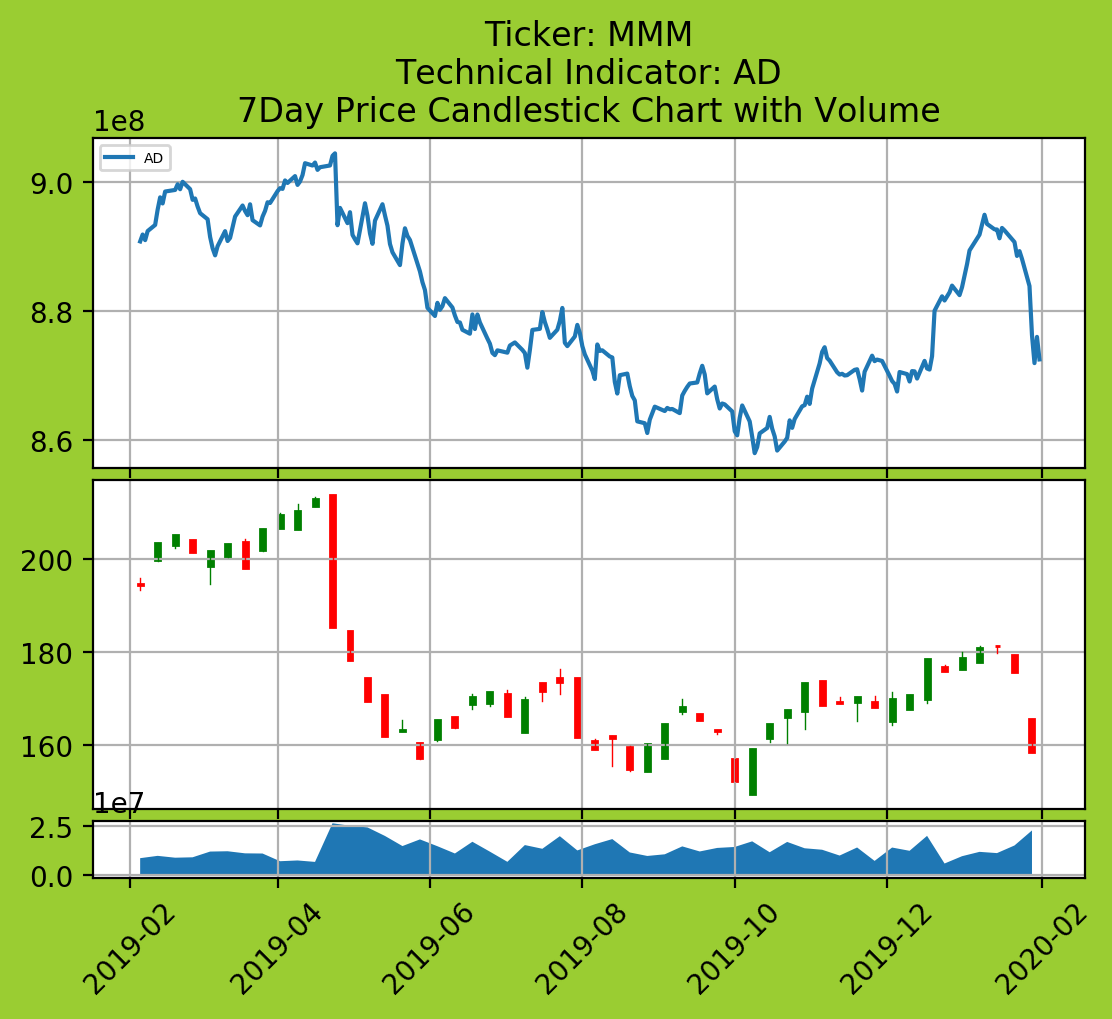 Ticker: MMM
Technical Indicator: AD
7Day Price Candlestick Chart with Volume
1e8
AD
9.0
8.8
8.6
200
180
160
1e7
2.5
0.0
2019-02
2019-04
2019-06
2019-08
2019-10
2019-12
2020-02